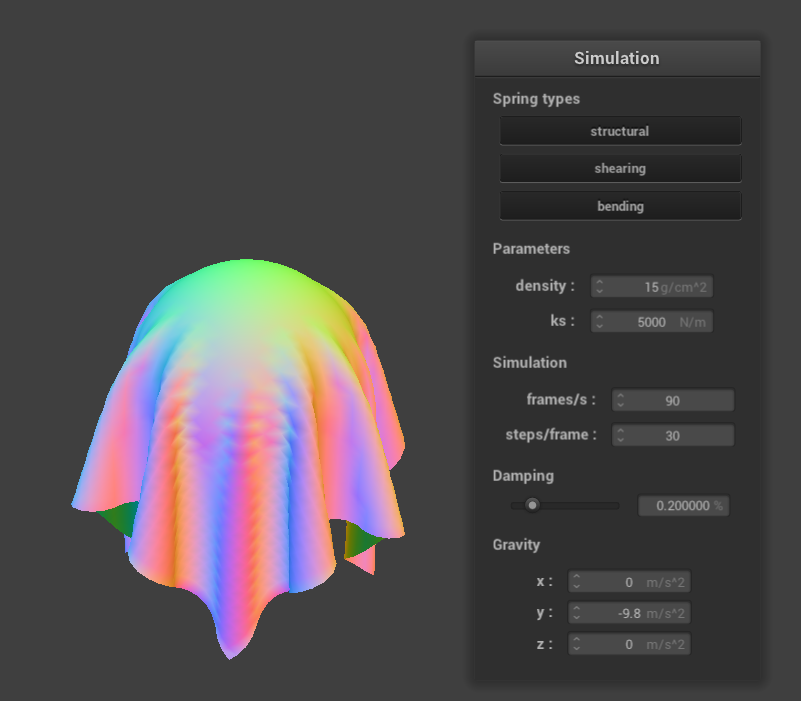 Simulation
Spring types
structural
shearing
bending
Parameters
density : 15 g/cm^2
ks : 5000 N/m
Simulation
frames/s : 90
steps/frame : 30
Damping
0.200000 %
Gravity
x : 0 m/s^2
y : -9.8 m/s^2
z : 0 m/s^2